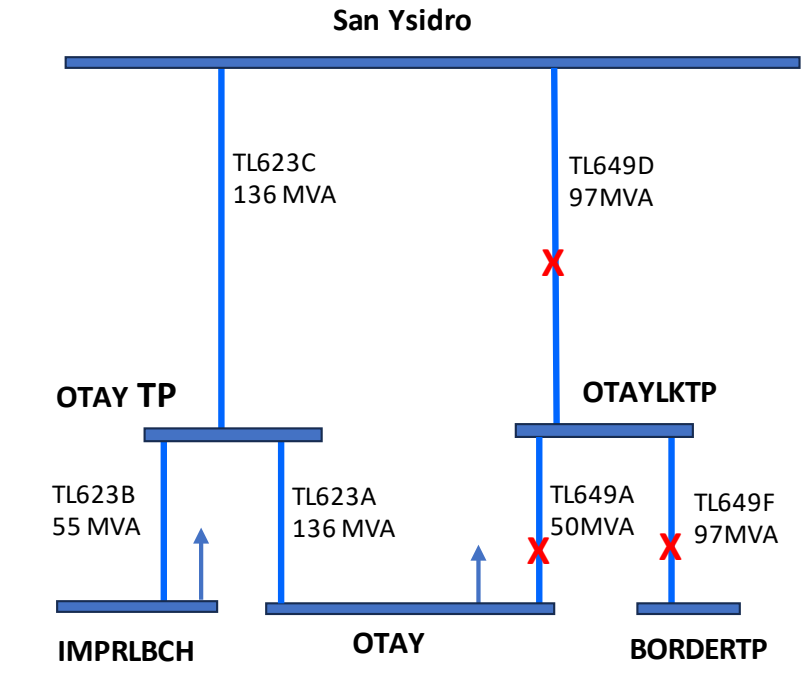 San Ysidro
TL623C
136 MVA
TL649D
97MVA
OTAY TP
OTAYLKTP
TL623B
55 MVA
TL623A
136 MVA
TL649A
50MVA
TL649F
97MVA
X
X
X
IMPRLBCH
OTAY
BORDERTP